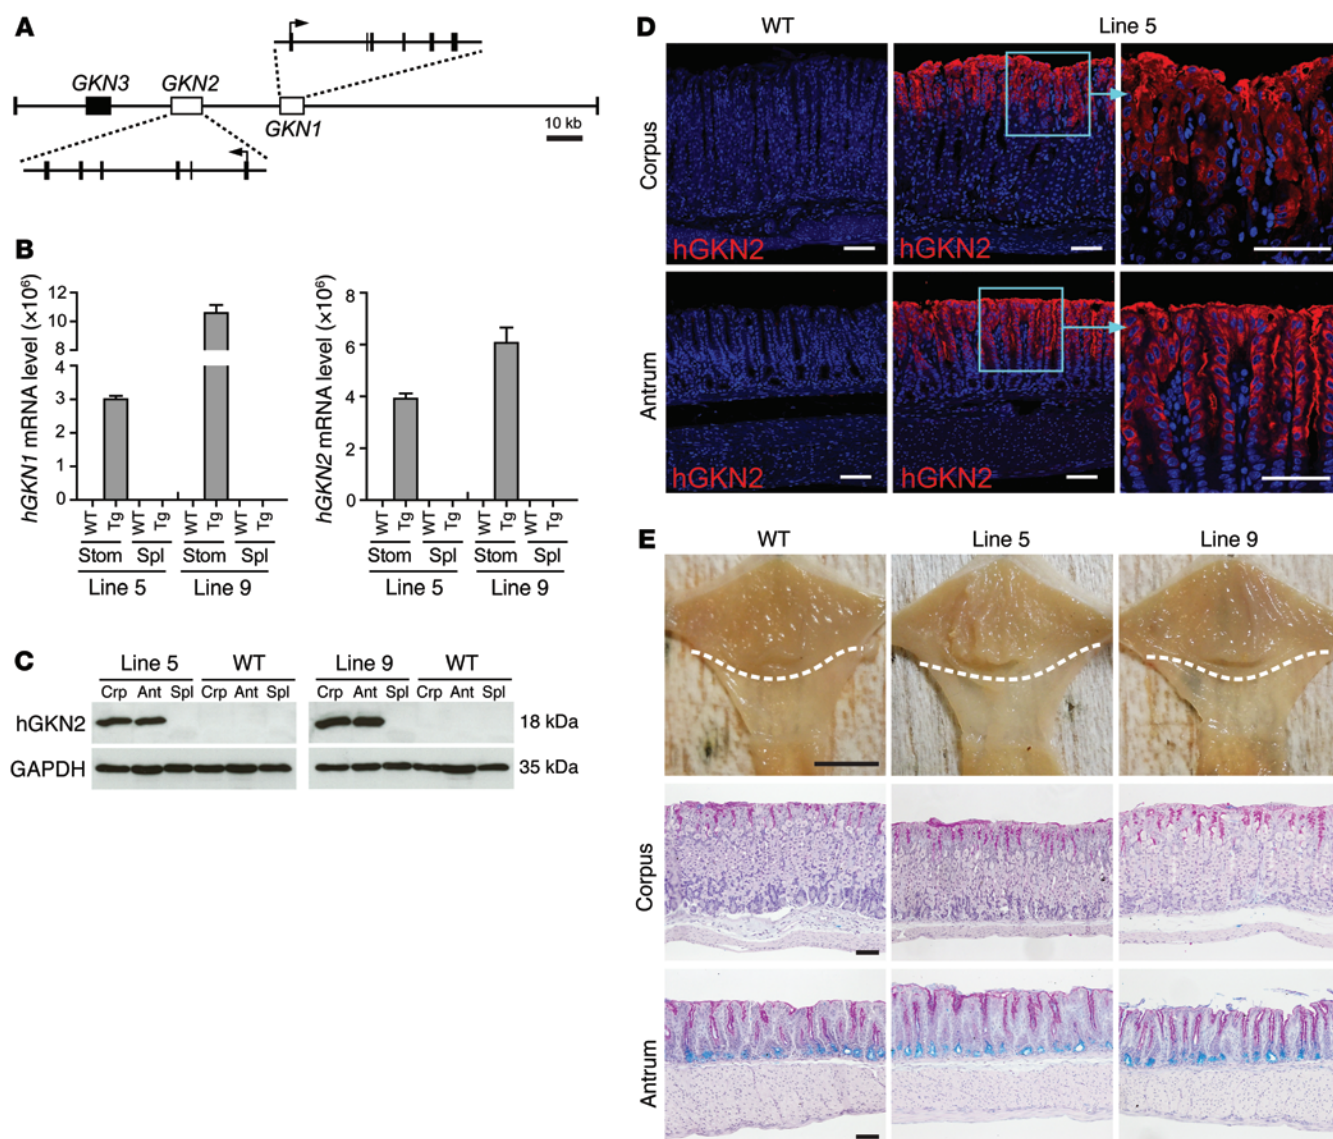 A
GKN3
GKN2
GKN1
10 kb
B
hGKN1 mRNA level (×10⁶)
12
10
8
4
3
2
1
0
WT Tg WT Tg WT Tg WT Tg
Stom Spl Stom Spl
Line 5 Line 9
hGKN2 mRNA level (×10⁶)
8
6
4
2
0
WT Tg WT Tg WT Tg WT Tg
Stom Spl Stom Spl
Line 5 Line 9
C
Line 5 WT Line 9 WT
Crp Ant Spl Crp Ant Spl Crp Ant Spl Crp Ant Spl
hGKN2 18 kDa
GAPDH 35 kDa
D
WT Line 5
Corpus
hGKN2 hGKN2
Antrum
hGKN2 hGKN2
E
WT Line 5 Line 9
Corpus
Antrum